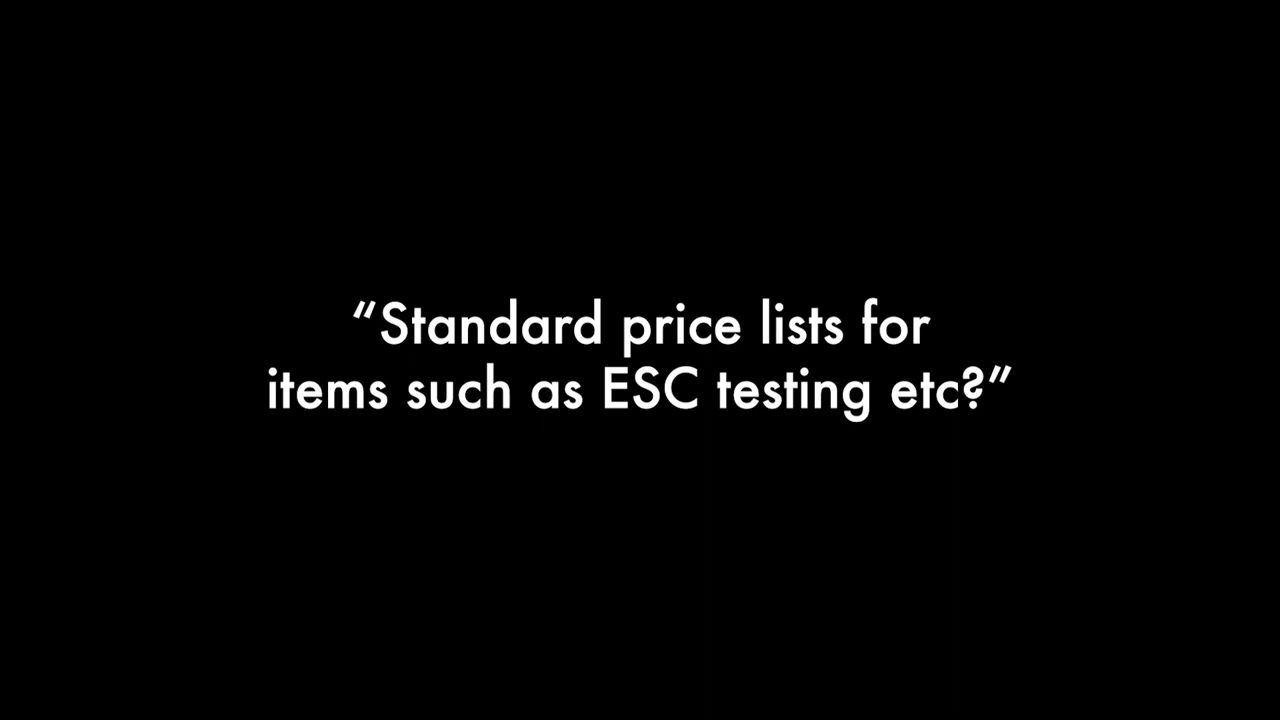 “Standard price lists for
items such as ESC testing etc?”